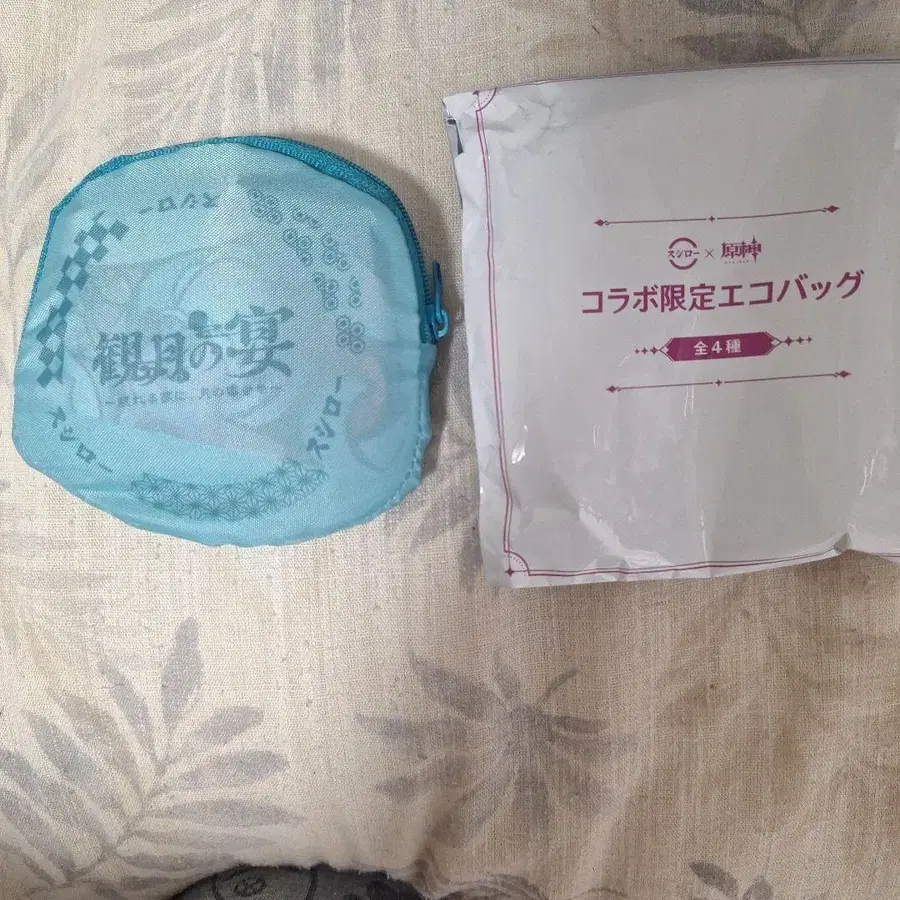 スシロー
観月の宴
スシロー
スシロー
スシロー × 原神
コラボ限定エコバッグ
全4種